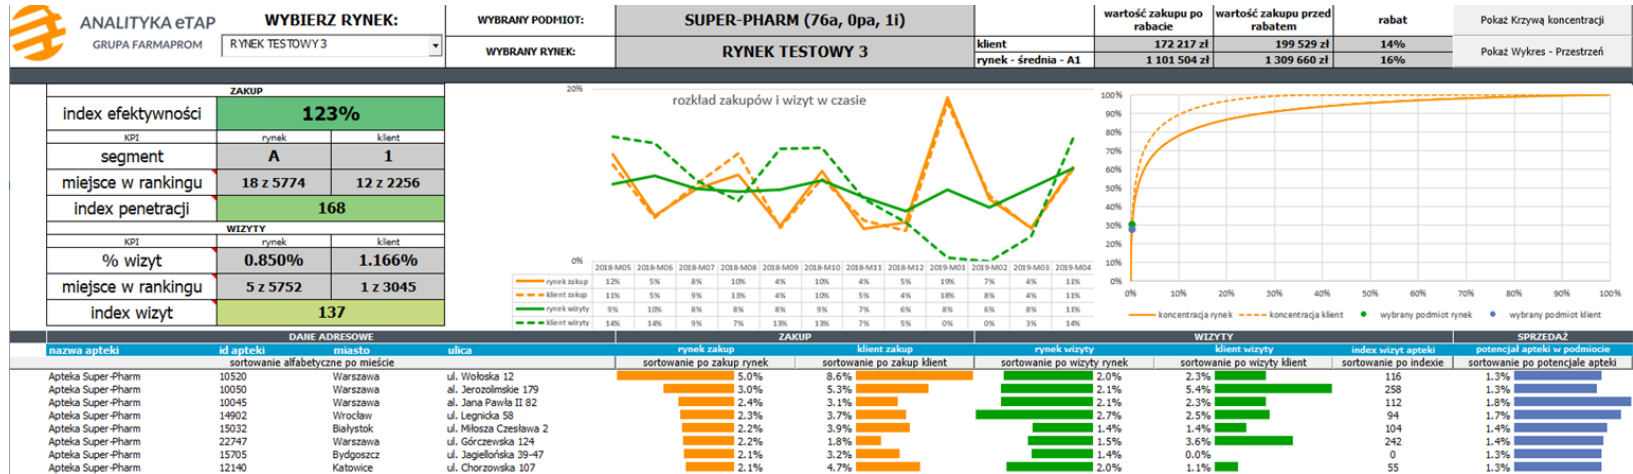 ANALITYKA eTAP
GRUPA FARMAPROM
WYBIERZ RYNEK:
RYNEK TESTOWY 3
WYBRANY PODMIOT:
SUPER-PHARM (76a, 0pa, 1i)
WYBRANY RYNEK:
RYNEK TESTOWY 3
wartość zakupu po rabacie wartość zakupu przed rabatem rabat
klient 172 217 zł 199 529 zł 14%
rynek - średnia - A1 1 101 504 zł 1 309 660 zł 16%
Pokaż Krzywą koncentracji
Pokaż Wykres - Przestrzeń
ZAKUP
index efektywności 123%
KPI rynek klient
segment A 1
miejsce w rankingu 18 z 5774 12 z 2256
index penetracji 168
WIZYTY
KPI rynek klient
% wizyt 0.850% 1.166%
miejsce w rankingu 5 z 5752 1 z 3045
index wizyt 137
rozkład zakupów i wizyt w czasie
20%
0%
2018-M05 2018-M06 2018-M07 2018-M08 2018-M09 2018-M10 2018-M11 2018-M12 2019-M01 2019-M02 2019-M03 2019-M04
rynek zakup 12% 5% 8% 10% 4% 10% 4% 5% 19% 7% 4% 11%
klient zakup 11% 5% 9% 13% 4% 10% 5% 4% 18% 8% 4% 11%
rynek wizyty 9% 10% 8% 8% 8% 9% 7% 6% 8% 6% 8% 11%
klient wizyty 14% 14% 9% 7% 13% 13% 7% 5% 0% 0% 3% 14%
100%
90%
80%
70%
60%
50%
40%
30%
20%
10%
0%
0% 10% 20% 30% 40% 50% 60% 70% 80% 90% 100%
koncentracja rynek koncentracja klient wybrany podmiot rynek wybrany podmiot klient
DANE ADRESOWE ZAKUP WIZYTY SPRZEDAŻ
nazwa apteki id apteki miasto ulica rynek zakup klient zakup rynek wizyty klient wizyty index wizyt apteki potencjał apteki w podmiocie
sortowanie alfabetyczne po mieście sortowanie po zakup rynek sortowanie po zakup klient sortowanie po wizyty rynek sortowanie po wizyty klient sortowanie po indexie sortowanie po potencjale apteki
Apteka Super-Pharm 10520 Warszawa ul. Wołoska 12 5.0% 8.6% 2.0% 2.3% 116 1.3%
Apteka Super-Pharm 10050 Warszawa al. Jerozolimskie 179 3.0% 5.3% 2.1% 5.4% 258 1.3%
Apteka Super-Pharm 10045 Warszawa al. Jana Pawła II 82 2.4% 3.1% 2.1% 2.3% 112 1.8%
Apteka Super-Pharm 14902 Wrocław ul. Legnicka 58 2.3% 3.7% 2.7% 2.5% 94 1.7%
Apteka Super-Pharm 15032 Białystok ul. Miłosza Czesława 2 2.2% 3.9% 1.4% 1.4% 104 1.4%
Apteka Super-Pharm 22747 Warszawa ul. Górczewska 124 2.2% 1.8% 1.5% 3.6% 242 1.4%
Apteka Super-Pharm 15705 Bydgoszcz ul. Jagiellońska 39-47 2.1% 3.2% 1.4% 0.0% 0 1.3%
Apteka Super-Pharm 12140 Katowice ul. Chorzowska 107 2.1% 4.7% 2.0% 1.1% 55 1.3%